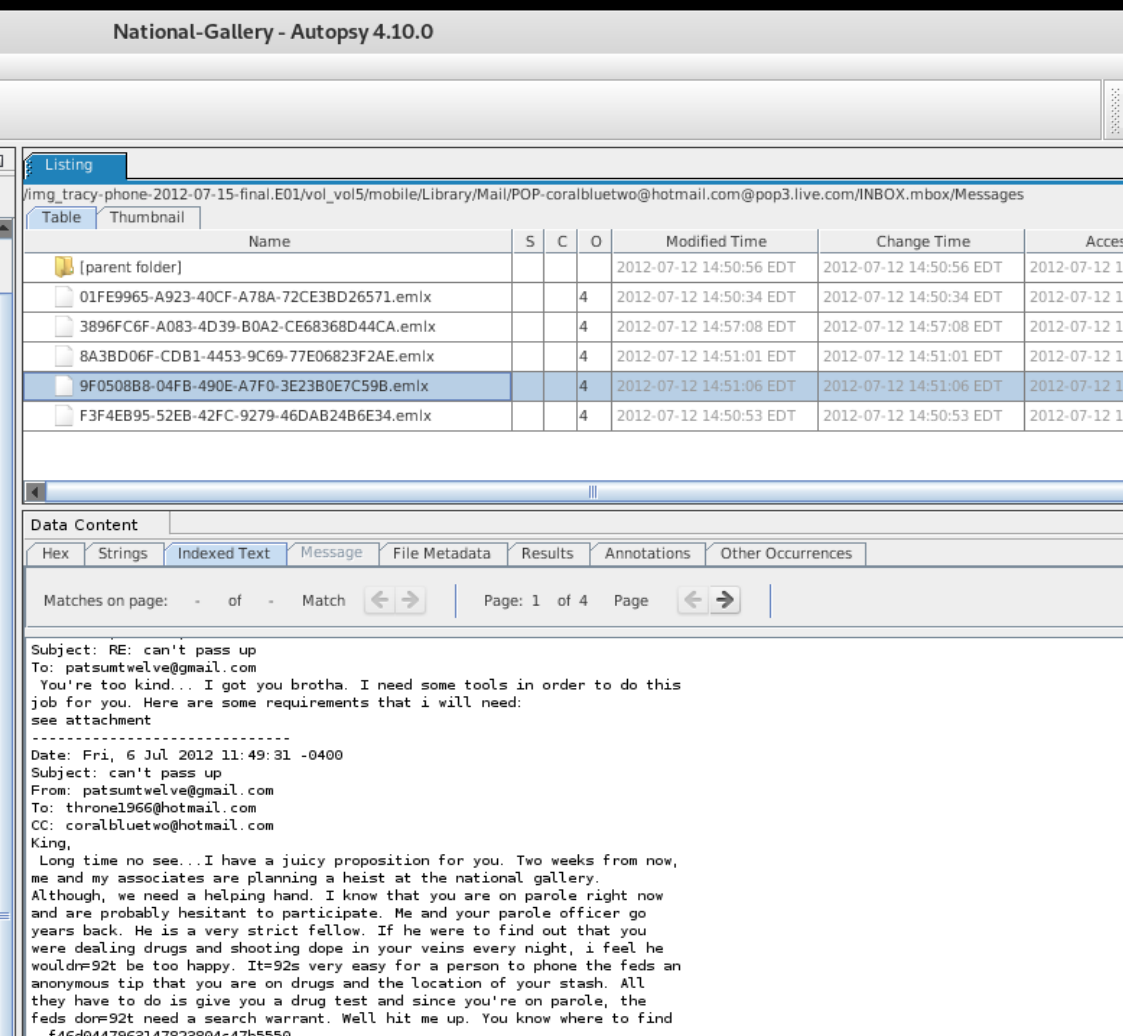 National-Gallery - Autopsy 4.10.0
Listing
/img_tracy-phone-2012-07-15-final.E01/vol_vol5/mobile/Library/Mail/POP-coralbluetwo@hotmail.com@pop3.live.com/INBOX.mbox/Messages
Table Thumbnail
Name S C O Modified Time Change Time Acces
[parent folder] 2012-07-12 14:50:56 EDT 2012-07-12 14:50:56 EDT 2012-07-12 1
01FE9965-A923-40CF-A78A-72CE3BD26571.emlx 4 2012-07-12 14:50:34 EDT 2012-07-12 14:50:34 EDT 2012-07-12 1
3896FC6F-A083-4D39-B0A2-CE68368D44CA.emlx 4 2012-07-12 14:57:08 EDT 2012-07-12 14:57:08 EDT 2012-07-12 1
8A3BD06F-CDB1-4453-9C69-77E06823F2AE.emlx 4 2012-07-12 14:51:01 EDT 2012-07-12 14:51:01 EDT 2012-07-12 1
9F0508B8-04FB-490E-A7F0-3E23B0E7C59B.emlx 4 2012-07-12 14:51:06 EDT 2012-07-12 14:51:06 EDT 2012-07-12 1
F3F4EB95-52EB-42FC-9279-46DAB24B6E34.emlx 4 2012-07-12 14:50:53 EDT 2012-07-12 14:50:53 EDT 2012-07-12 1
Data Content
Hex Strings Indexed Text Message File Metadata Results Annotations Other Occurrences
Matches on page: - of - Match Page: 1 of 4 Page
Subject: RE: can't pass up
To: patsumtwelve@gmail.com
You're too kind... I got you brotha. I need some tools in order to do this
job for you. Here are some requirements that i will need:
see attachment
------------------------------
Date: Fri, 6 Jul 2012 11:49:31 -0400
Subject: can't pass up
From: patsumtwelve@gmail.com
To: throne1966@hotmail.com
CC: coralbluetwo@hotmail.com
King,
Long time no see...I have a juicy proposition for you. Two weeks from now,
me and my associates are planning a heist at the national gallery.
Although, we need a helping hand. I know that you are on parole right now
and are probably hesitant to participate. Me and your parole officer go
years back. He is a very strict fellow. If he were to find out that you
were dealing drugs and shooting dope in your veins every night, i feel he
wouldn=92t be too happy. It=92s very easy for a person to phone the feds an
anonymous tip that you are on drugs and the location of your stash. All
they have to do is give you a drug test and since you're on parole, the
feds don=92t need a search warrant. Well hit me up. You know where to find